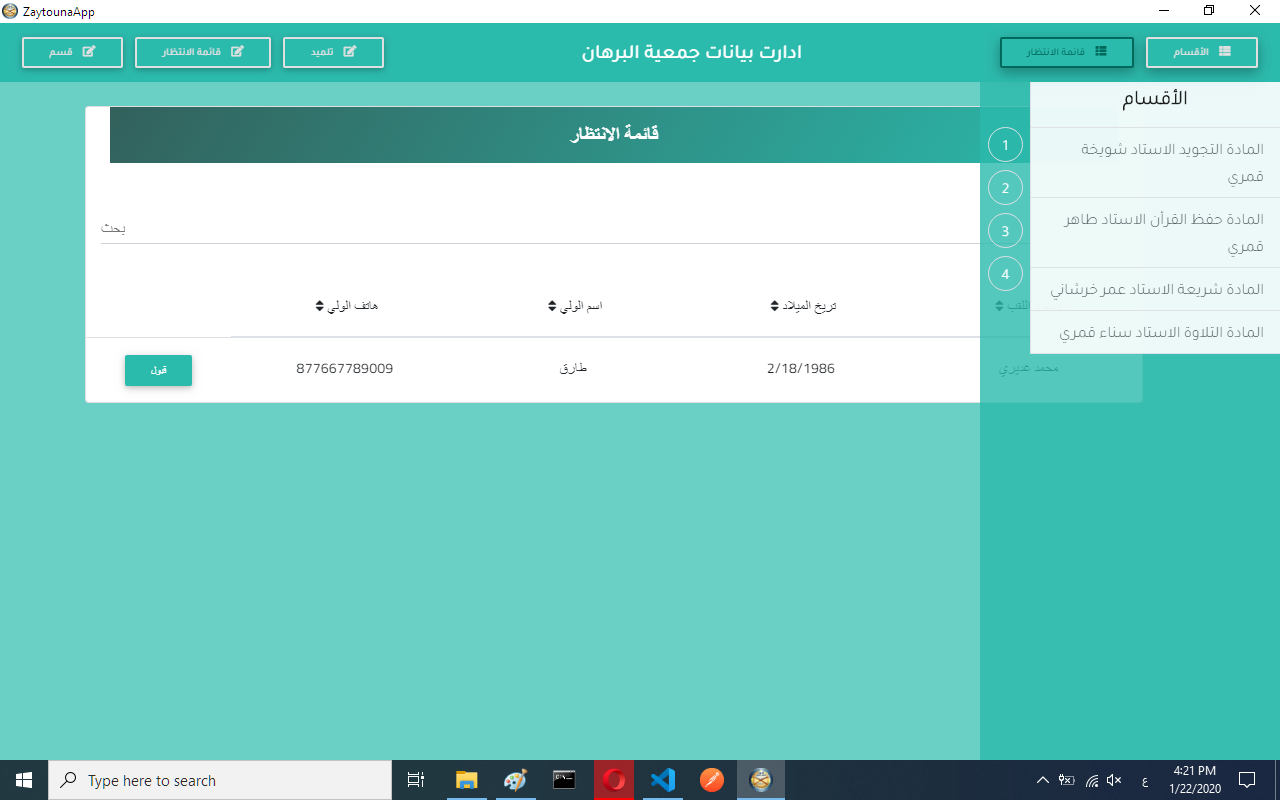 ZaytounaApp
الأقسام
قائمة الانتظار
ادارت بيانات جمعية البرهان
تلميد
قائمة الانتظار
قسم
الأقسام
المادة التجويد الاستاد شويخة
قمري
المادة حفظ القرأن الاستاد طاهر
قمري
المادة شريعة الاستاد عمر خرشاني
المادة التلاوة الاستاد سناء قمري
1
2
3
4
قائمة الانتظار
بحث
اللقب
تريخ الميلاد
اسم الولي
هاتف الولي
محمد عديري
2/18/1986
طارق
877667789009
قبول
Type here to search
ع
4:21 PM
1/22/2020